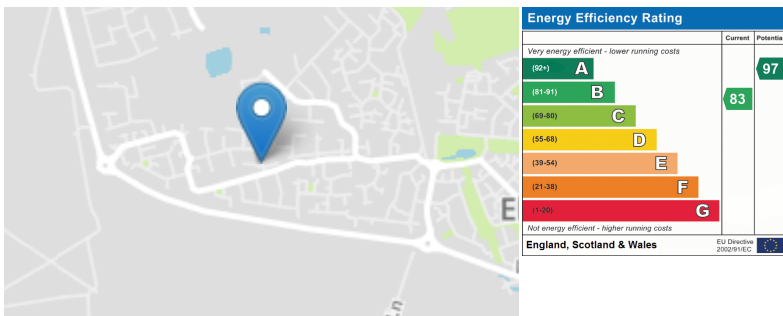 E
Ln
Energy Efficiency Rating
Current Potential
Very energy efficient - lower running costs
(92+) A
97
(81-91) B
83
(69-80) C
(55-68) D
(39-54) E
(21-38) F
(1-20) G
Not energy efficient - higher running costs
England, Scotland & Wales
EU Directive
2002/91/EC